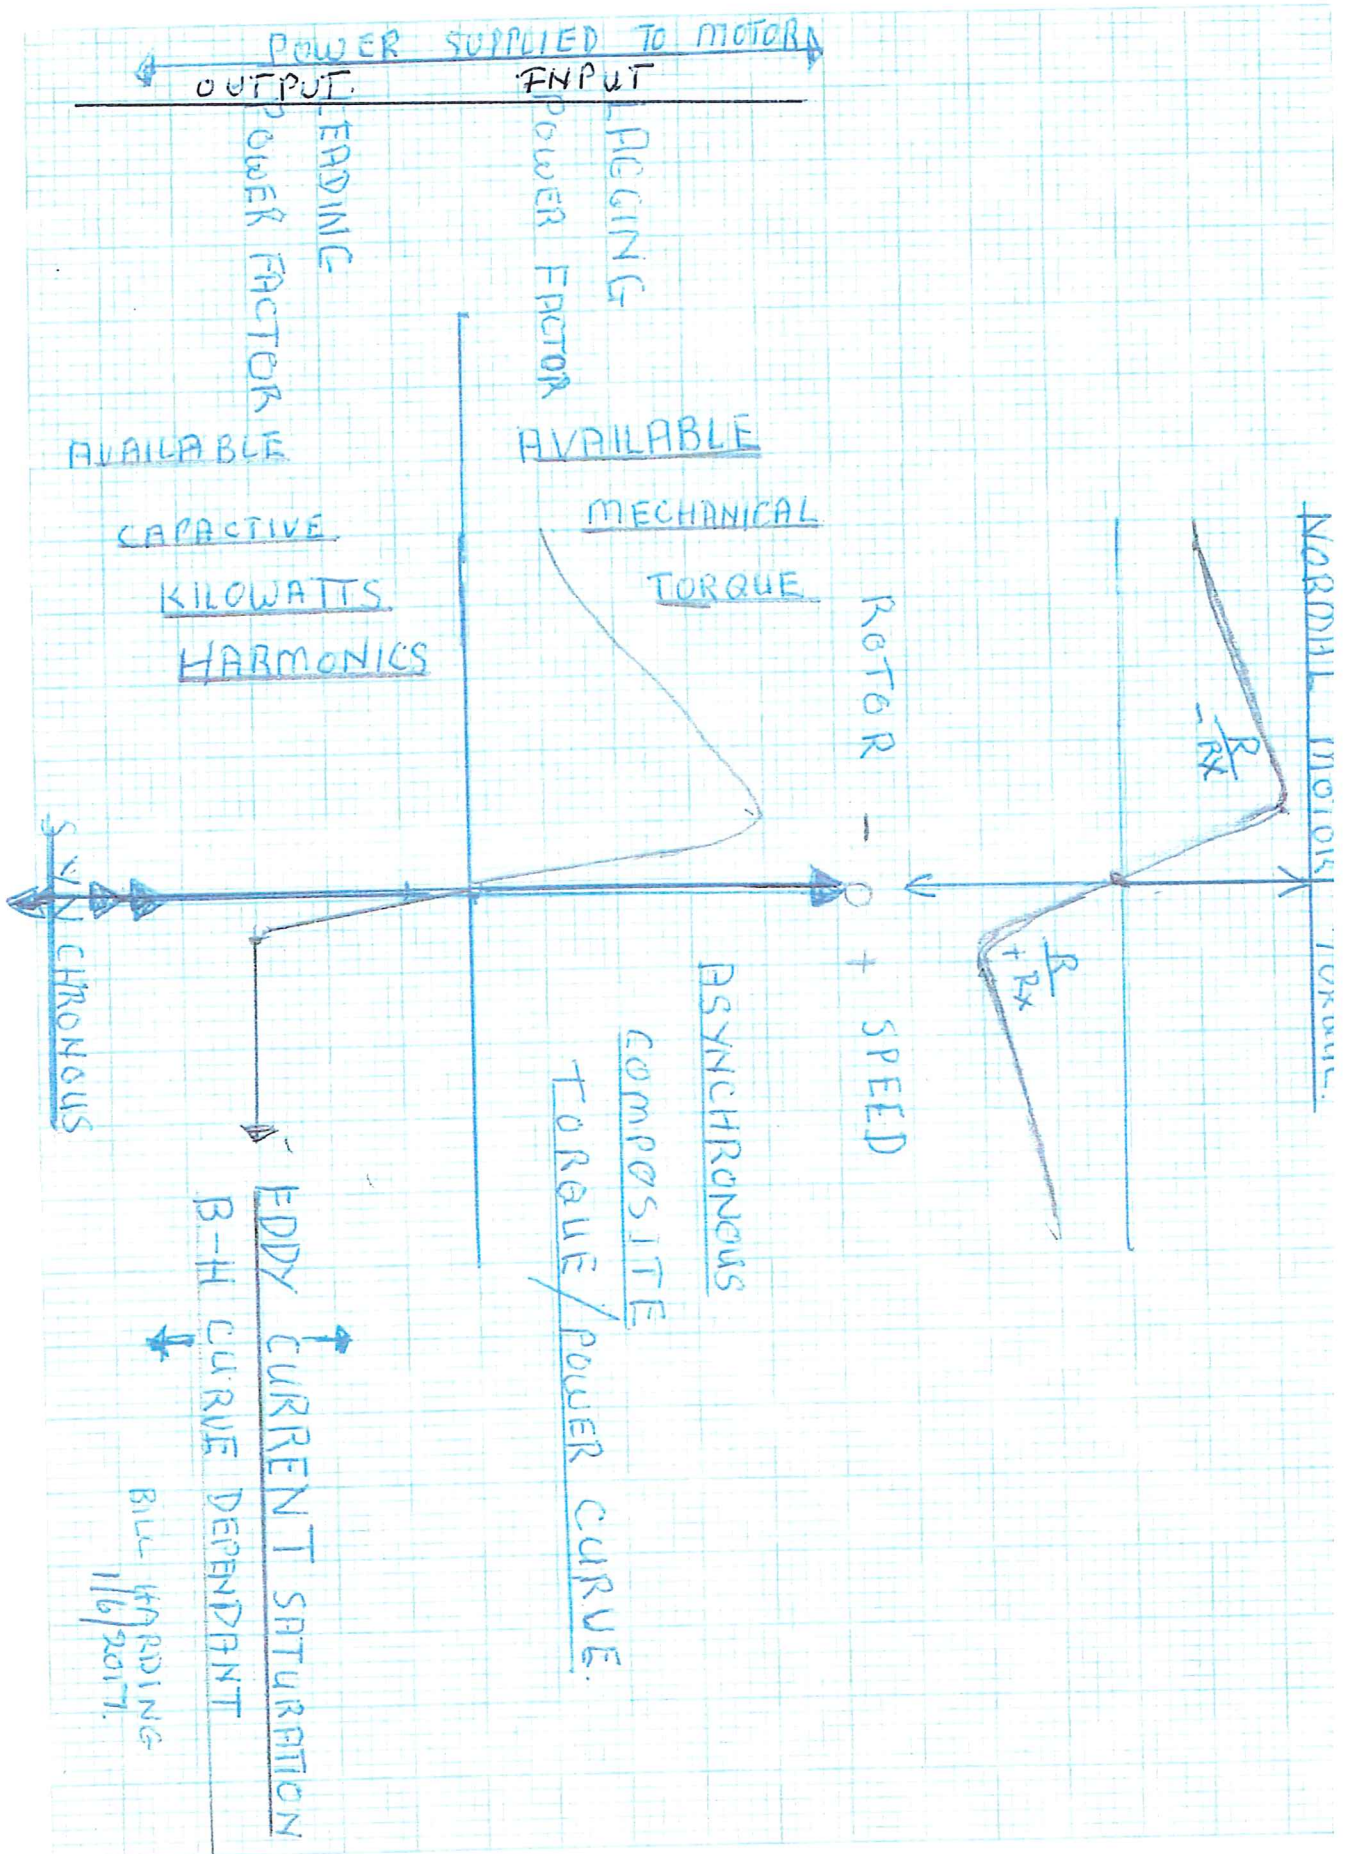 POWER SUPPLIED TO MOTOR
OUTPUT. INPUT
LEADING
POWER FACTOR
LAGGING
POWER FACTOR
AVAILABLE
CAPACTIVE
KILOWATTS
HARMONICS
AVAILABLE
MECHANICAL
TORQUE
NORMAL MOTOR TORQUE.
R
-RX
R
+RX
ROTOR - O + SPEED
ASYNCHRONOUS
COMPOSITE
TORQUE/POWER CURVE.
SYNCHRONOUS
EDDY CURRENT SATURATION
B-H CURVE DEPENDANT
BILL HARDING
1/6/2017.